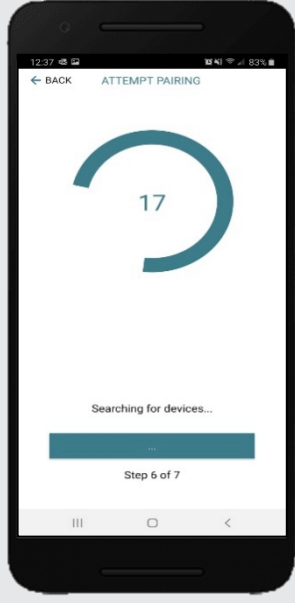 12:37 83%
← BACK ATTEMPT PAIRING
17
Searching for devices...
...
Step 6 of 7